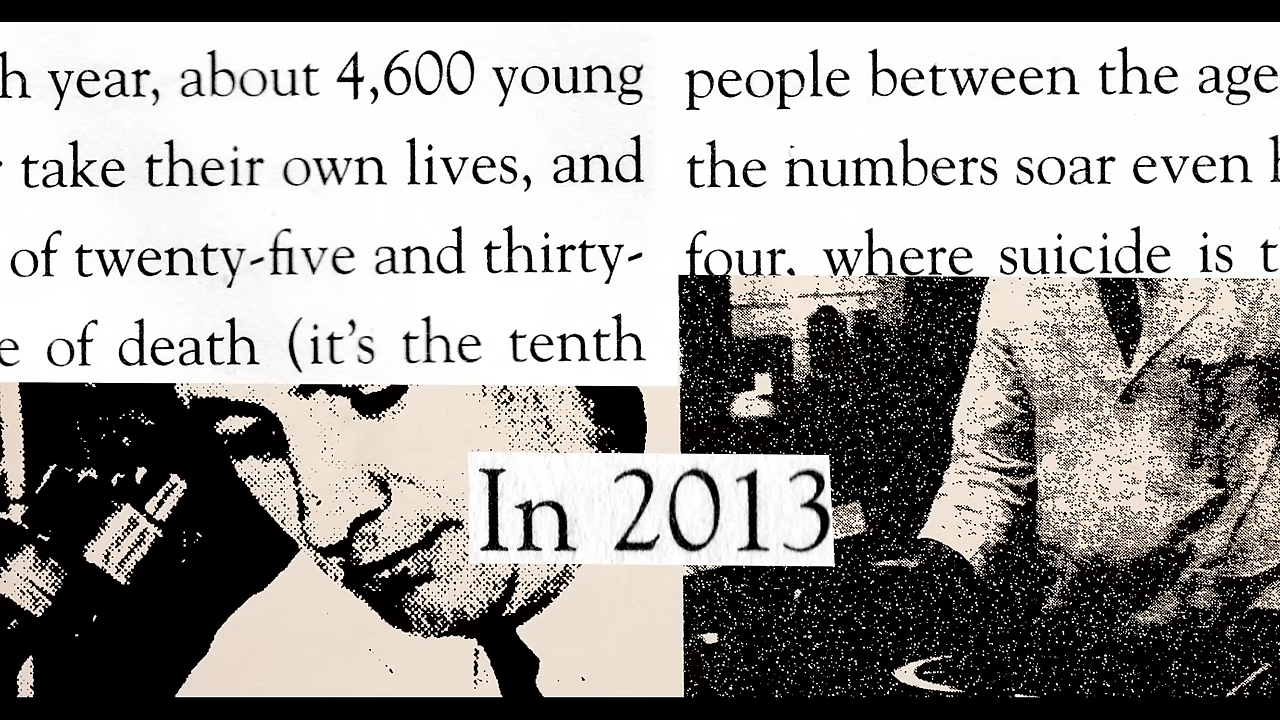 year, about 4,600 young
take their own lives, and
of twenty-five and thirty-
of death (it's the tenth
people between the
the numbers soar even
four, where suicide is
In 2013